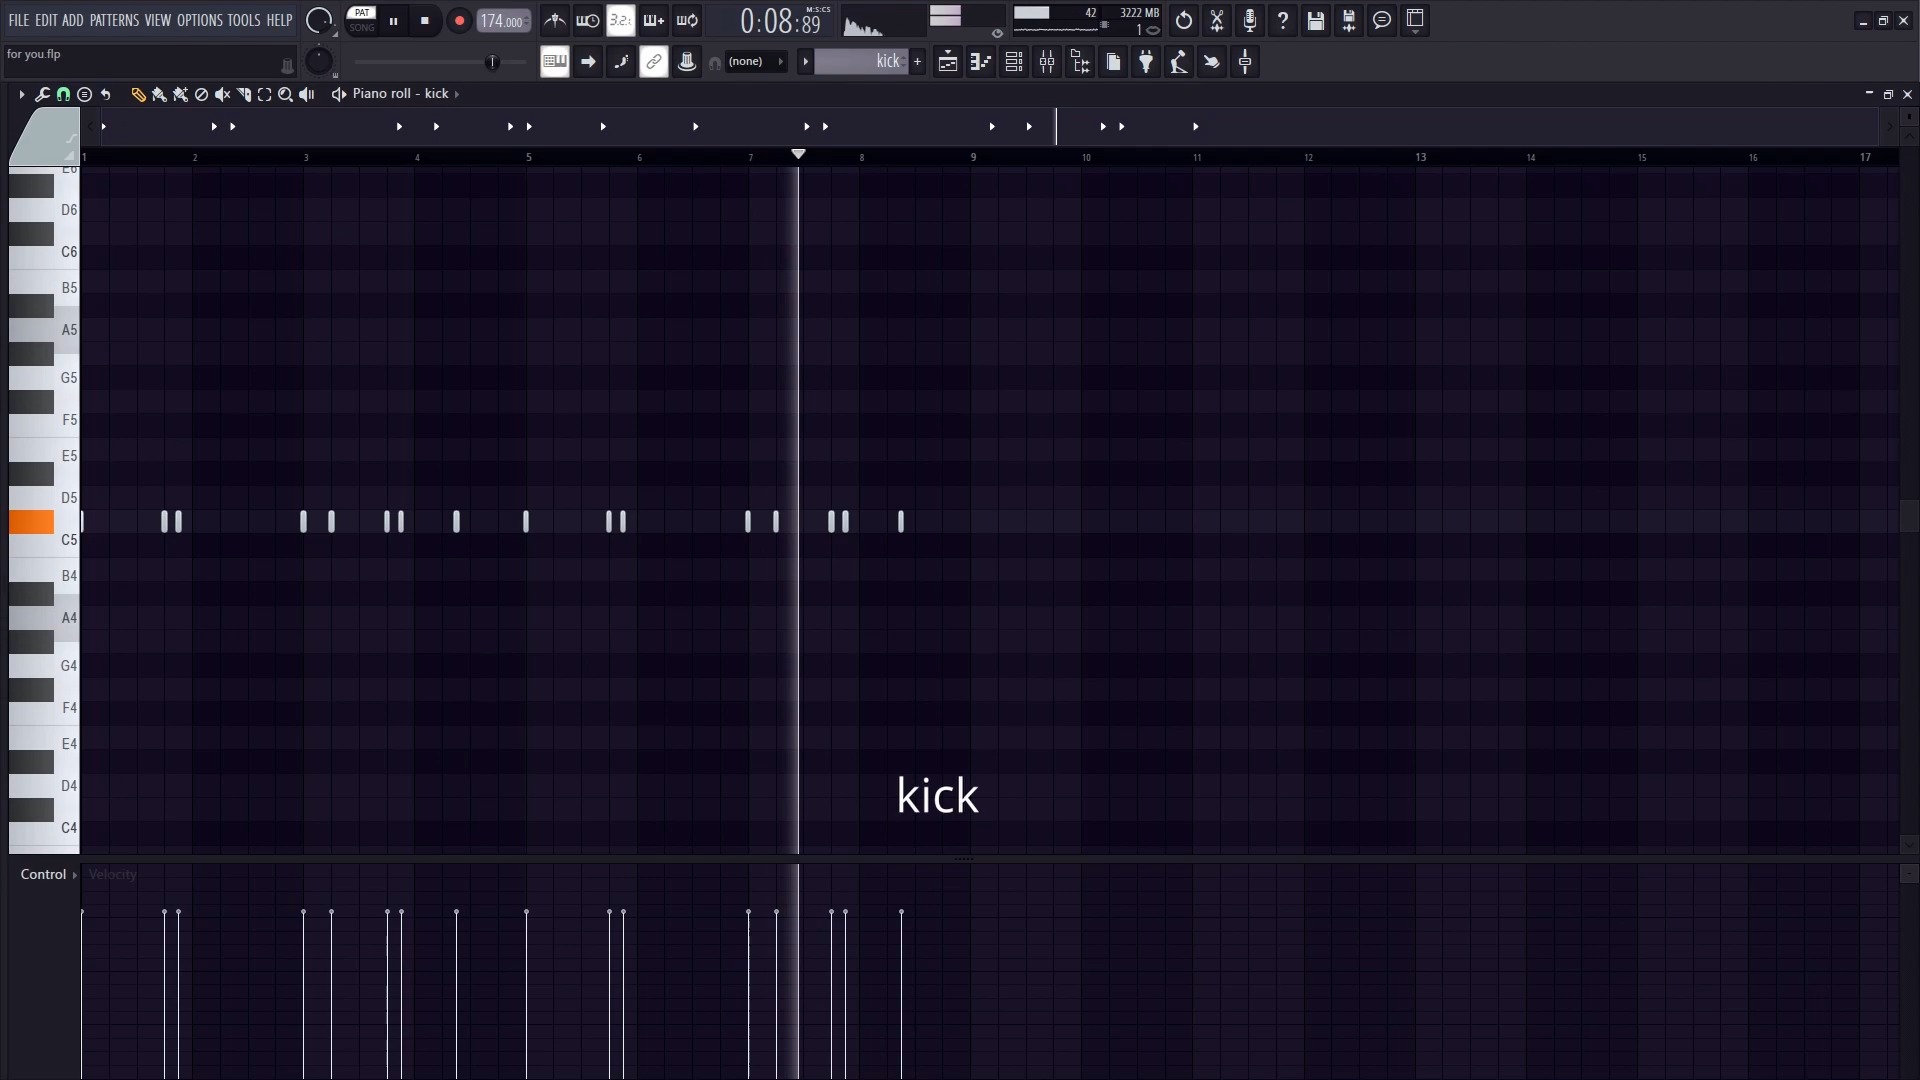 FILE EDIT ADD PATTERNS VIEW OPTIONS TOOLS HELP
PAT
SONG
174.000
3.2.
0:08:89
M:S:CS
42
3222 MB
1
for you.flp
(none)
kick
Piano roll - kick
1 2 3 4 5 6 7 8 9 10 11 12 13 14 15 16 17
E6
D6
C6
B5
A5
G5
F5
E5
D5
C5
B4
A4
G4
F4
E4
D4
C4
kick
Control
Velocity